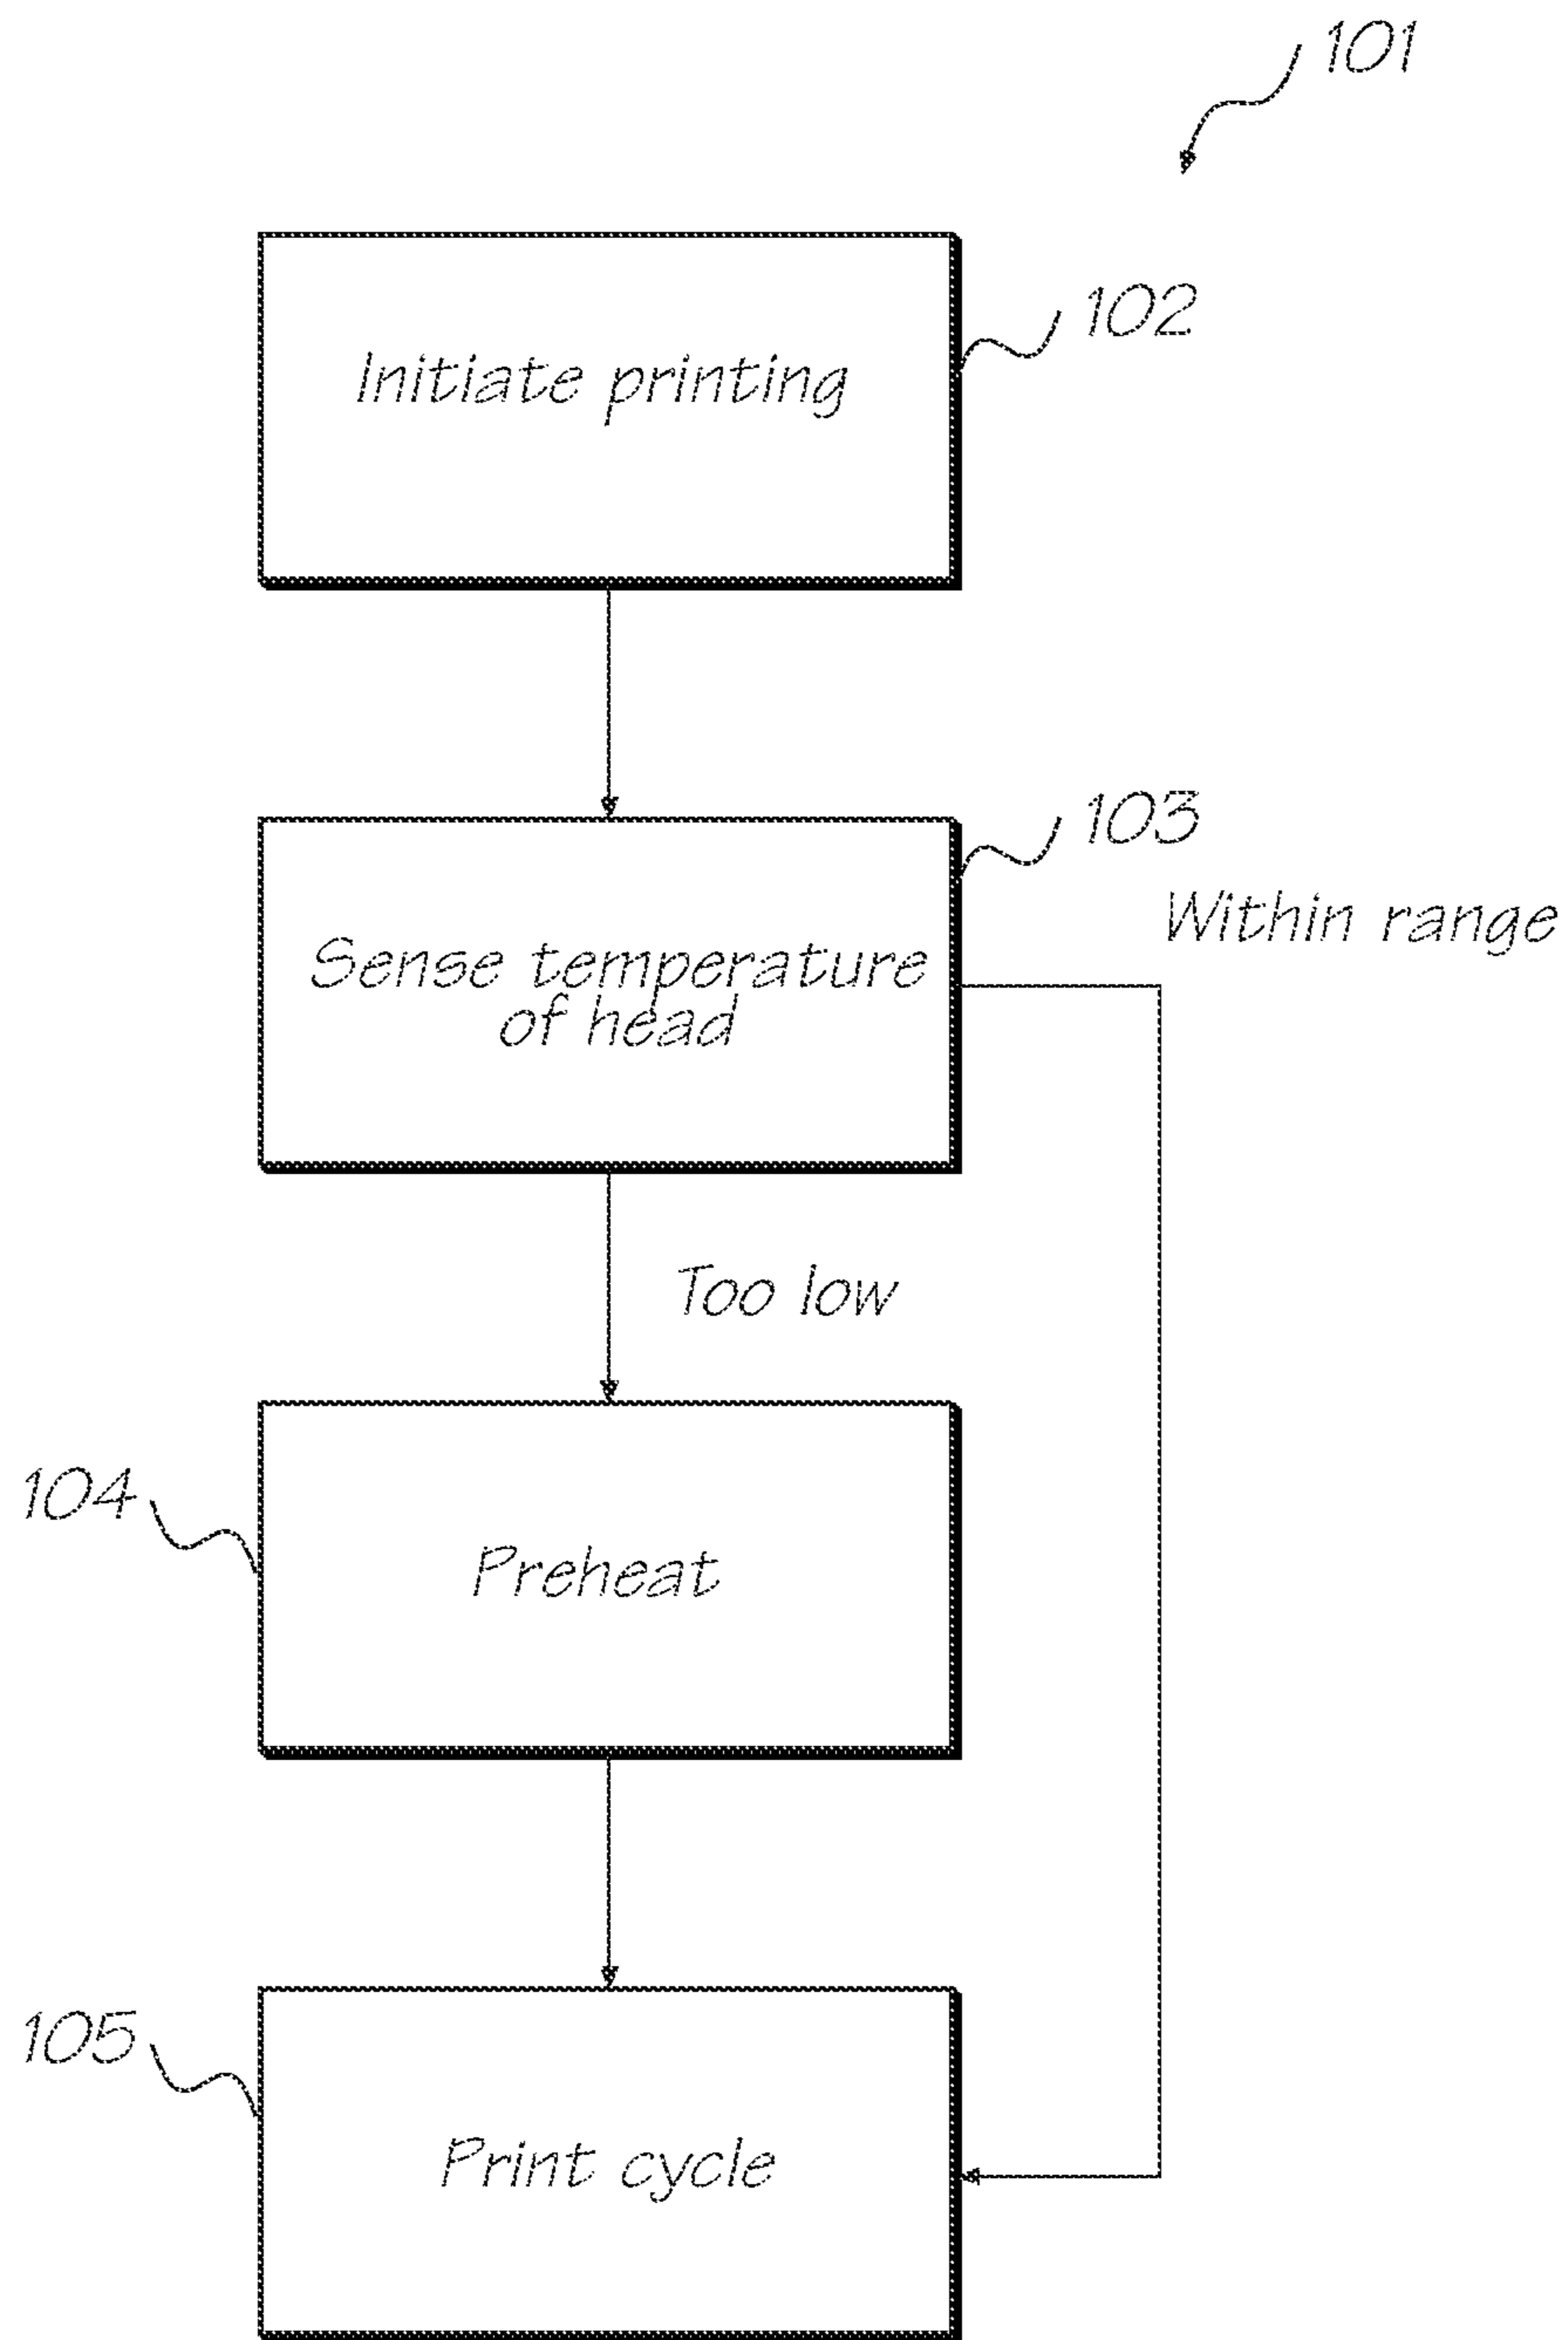 101
Initiate printing
102
103
Within range
Sense temperature
of head
Too low
104
Preheat
105
Print cycle